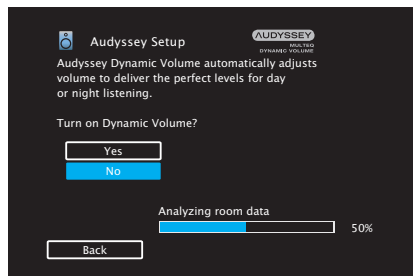 Audyssey Setup
AUDYSSEY
MULTEQ
DYNAMIC VOLUME
Audyssey Dynamic Volume automatically adjusts
volume to deliver the perfect levels for day
or night listening.
Turn on Dynamic Volume?
Yes
No
Analyzing room data
50%
Back